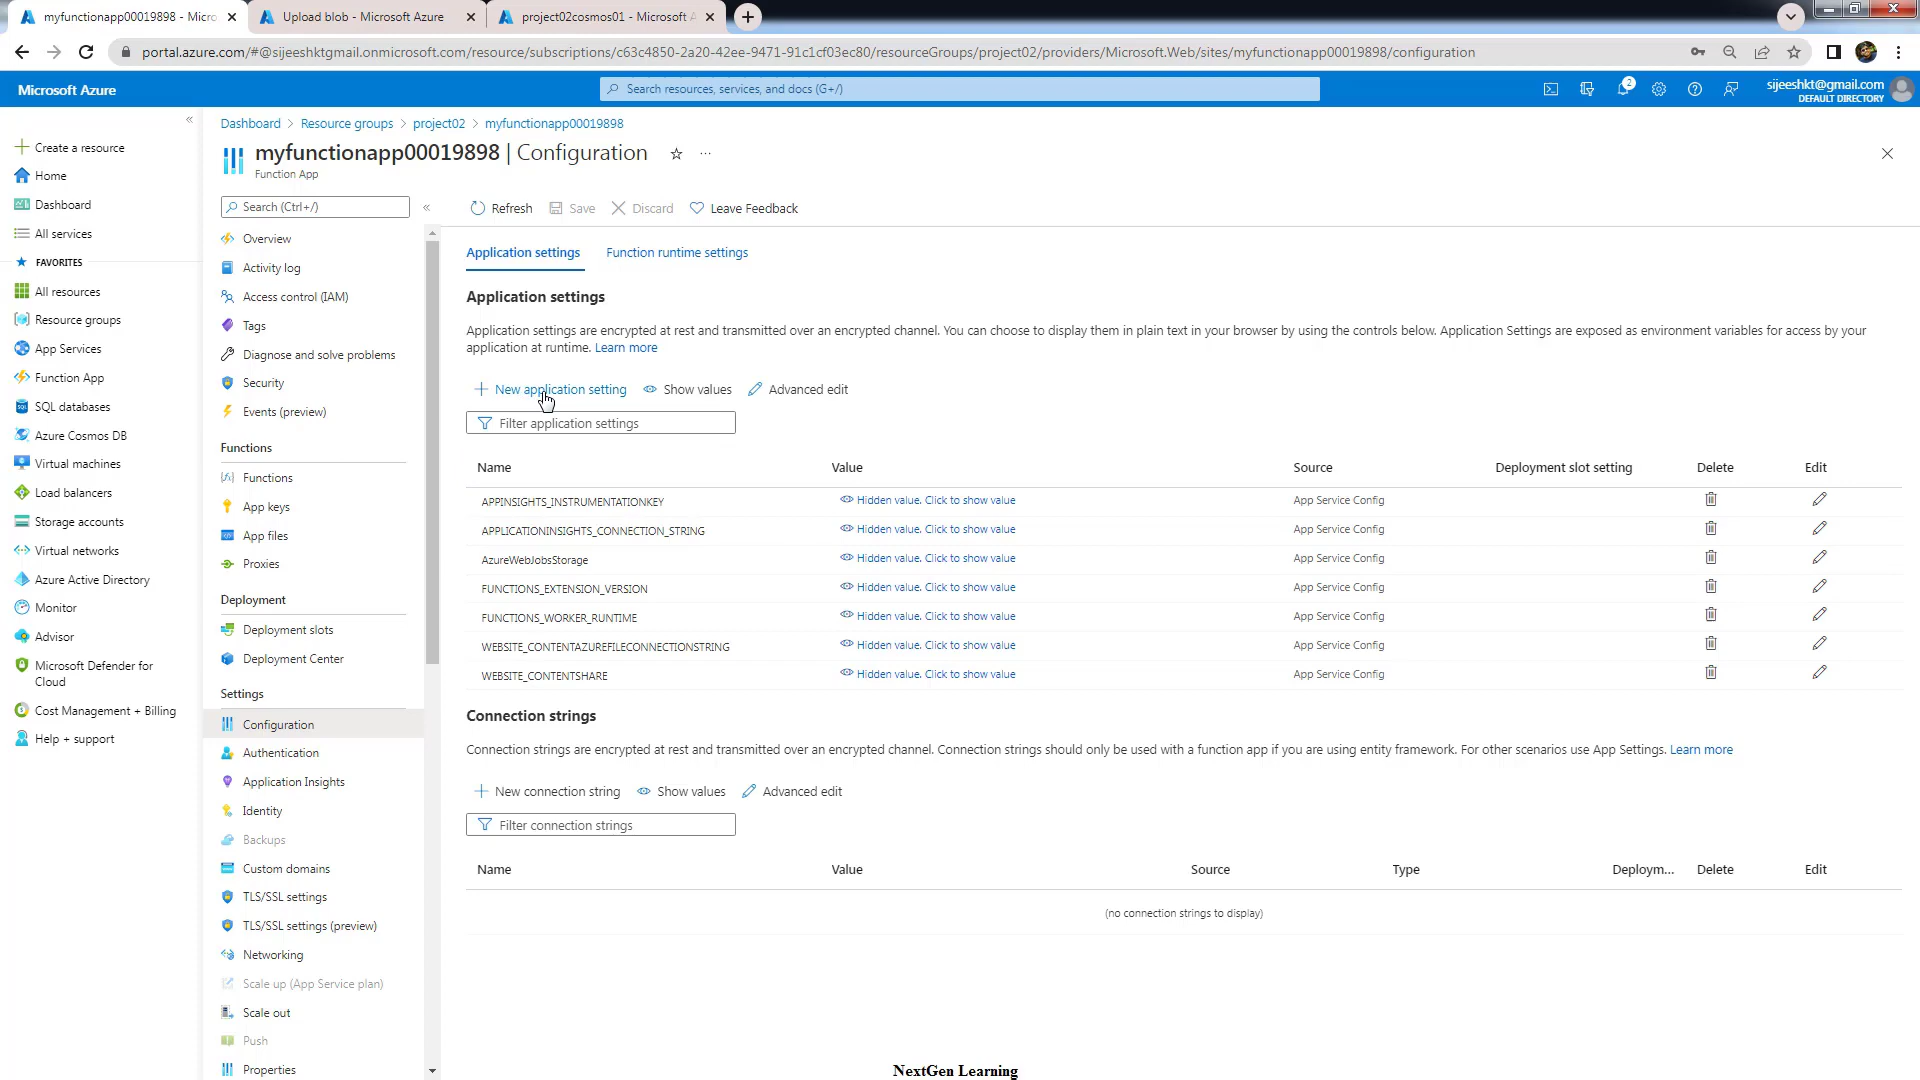 myfunctionapp00019898 - Micro
Upload blob - Microsoft Azure
project02cosmos01 - Microsoft A
portal.azure.com/#@sijeeshktgmail.onmicrosoft.com/resource/subscriptions/c63c4850-2a20-42ee-9471-91c1cf03ec80/resourceGroups/project02/providers/Microsoft.Web/sites/myfunctionapp00019898/configuration
Microsoft Azure
Search resources, services, and docs (G+/)
2
sijeeshkt@gmail.com
DEFAULT DIRECTORY
Create a resource
Home
Dashboard
All services
FAVORITES
All resources
Resource groups
App Services
Function App
SQL databases
Azure Cosmos DB
Virtual machines
Load balancers
Storage accounts
Virtual networks
Azure Active Directory
Monitor
Advisor
Microsoft Defender for
Cloud
Cost Management + Billing
Help + support
Dashboard > Resource groups > project02 > myfunctionapp00019898
myfunctionapp00019898 | Configuration
Function App
Search (Ctrl+/)
Overview
Activity log
Access control (IAM)
Tags
Diagnose and solve problems
Security
Events (preview)
Functions
Functions
App keys
App files
Proxies
Deployment
Deployment slots
Deployment Center
Settings
Configuration
Authentication
Application Insights
Identity
Backups
Custom domains
TLS/SSL settings
TLS/SSL settings (preview)
Networking
Scale up (App Service plan)
Scale out
Push
Properties
Refresh Save Discard Leave Feedback
Application settings Function runtime settings
Application settings
Application settings are encrypted at rest and transmitted over an encrypted channel. You can choose to display them in plain text in your browser by using the controls below. Application Settings are exposed as environment variables for access by your
application at runtime. Learn more
New application setting Show values Advanced edit
Filter application settings
Name Value Source Deployment slot setting Delete Edit
APPINSIGHTS_INSTRUMENTATIONKEY Hidden value. Click to show value App Service Config
APPLICATIONINSIGHTS_CONNECTION_STRING Hidden value. Click to show value App Service Config
AzureWebJobsStorage Hidden value. Click to show value App Service Config
FUNCTIONS_EXTENSION_VERSION Hidden value. Click to show value App Service Config
FUNCTIONS_WORKER_RUNTIME Hidden value. Click to show value App Service Config
WEBSITE_CONTENTAZUREFILECONNECTIONSTRING Hidden value. Click to show value App Service Config
WEBSITE_CONTENTSHARE Hidden value. Click to show value App Service Config
Connection strings
Connection strings are encrypted at rest and transmitted over an encrypted channel. Connection strings should only be used with a function app if you are using entity framework. For other scenarios use App Settings. Learn more
New connection string Show values Advanced edit
Filter connection strings
Name Value Source Type Deploym... Delete Edit
(no connection strings to display)
NextGen Learning